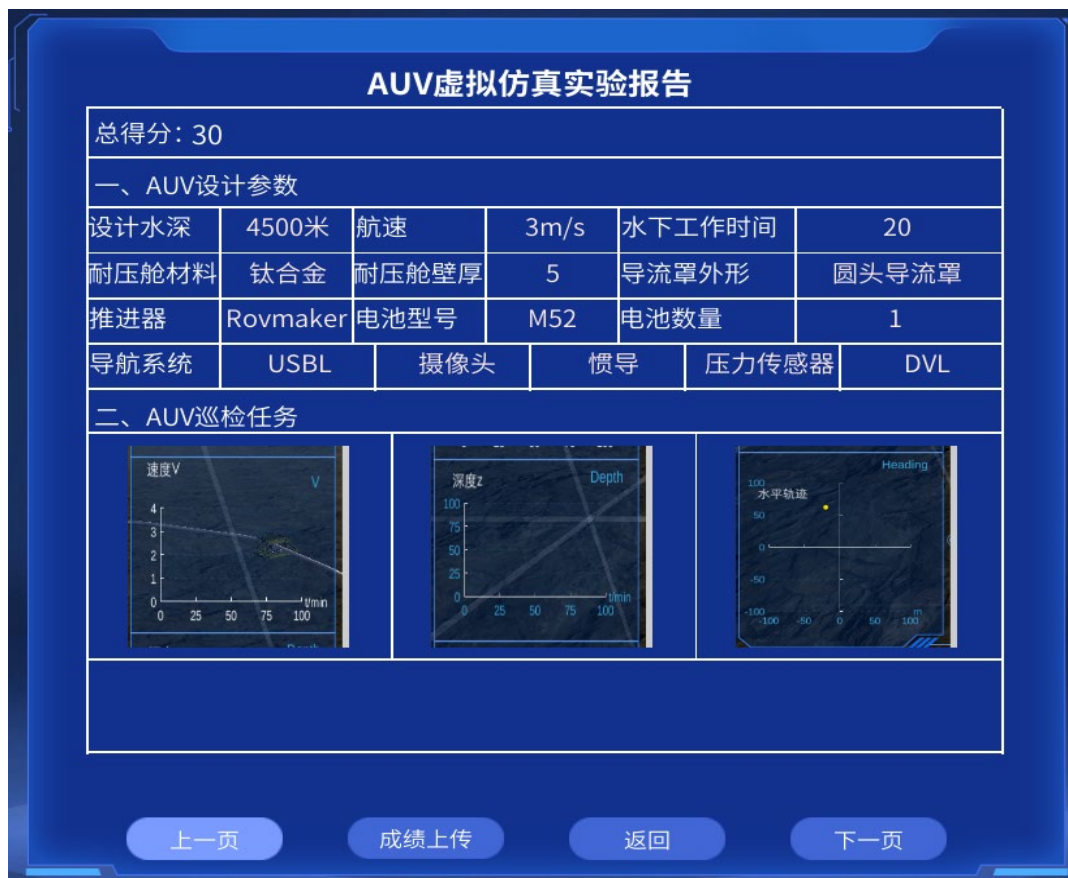 AUV虚拟仿真实验报告
总得分：30
一、AUV设计参数
设计水深 4500米 航速 3m/s 水下工作时间 20
耐压舱材料 钛合金 耐压舱壁厚 5 导流罩外形 圆头导流罩
推进器 Rovmaker 电池型号 M52 电池数量 1
导航系统 USBL 摄像头 惯导 压力传感器 DVL
二、AUV巡检任务
速度V V
4
3
2
1
0
0 25 50 75 100 t/min
深度z Depth
100
75
50
25
0
0 25 50 75 100 t/min
Heading
100
水平轨迹
50
0
-50
-100
-100 -50 0 50 100 m
上一页 成绩上传 返回 下一页